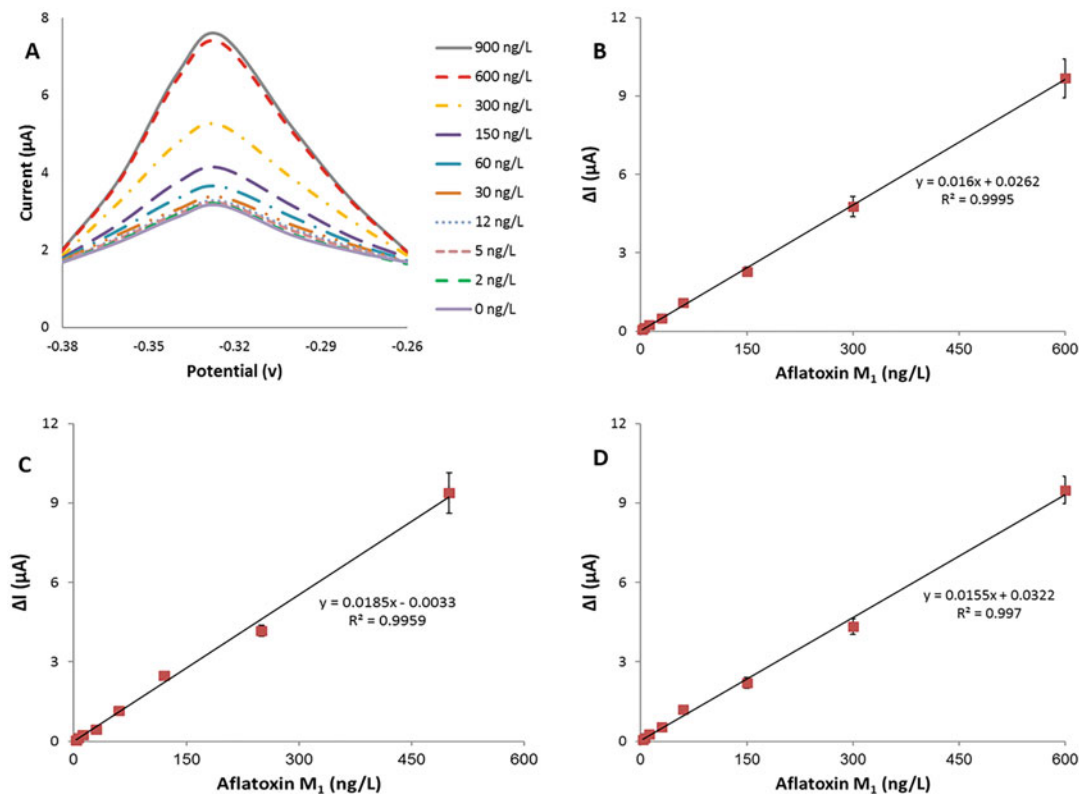 A
8
6
4
2
0
Current (µA)
-0.38
-0.35
-0.32
-0.29
-0.26
Potential (v)
900 ng/L
600 ng/L
300 ng/L
150 ng/L
60 ng/L
30 ng/L
12 ng/L
5 ng/L
2 ng/L
0 ng/L
B
12
9
6
3
0
ΔI (µA)
y = 0.016x + 0.0262
R² = 0.9995
0
150
300
450
600
Aflatoxin M₁ (ng/L)
C
12
9
6
3
0
ΔI (µA)
y = 0.0185x - 0.0033
R² = 0.9959
0
150
300
450
600
Aflatoxin M₁ (ng/L)
D
12
9
6
3
0
ΔI (µA)
y = 0.0155x + 0.0322
R² = 0.997
0
150
300
450
600
Aflatoxin M₁ (ng/L)